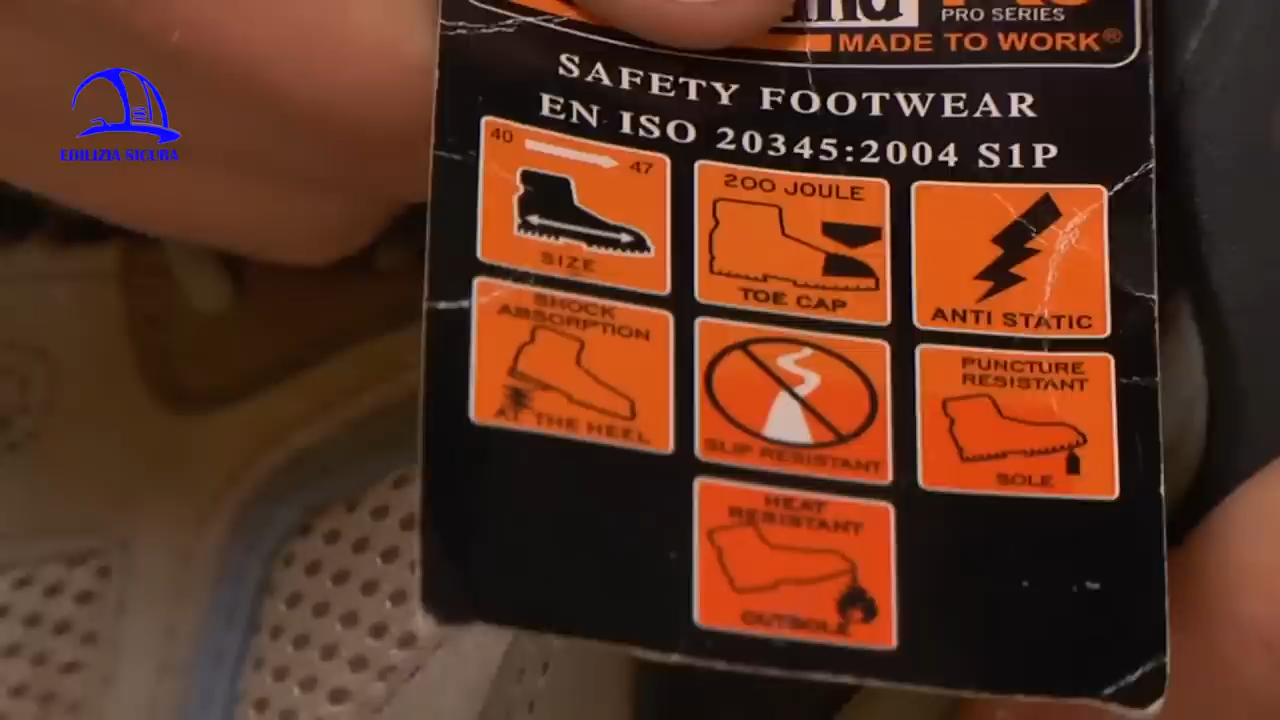 PRO SERIES
MADE TO WORK®
EDILIZIA SICURA
SAFETY FOOTWEAR
EN ISO 20345:2004 S1P
40
47
SIZE
200 JOULE
TOE CAP
ANTI STATIC
SHOCK
ABSORPTION
AT THE HEEL
SLIP RESISTANT
PUNCTURE
RESISTANT
SOLE
HEAT
RESISTANT
OUTSOLE